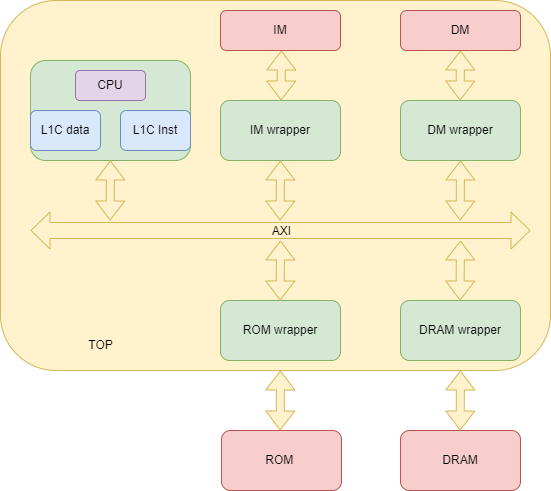 IM
DM
CPU
L1C data
L1C Inst
IM wrapper
DM wrapper
AXI
ROM wrapper
DRAM wrapper
TOP
ROM
DRAM